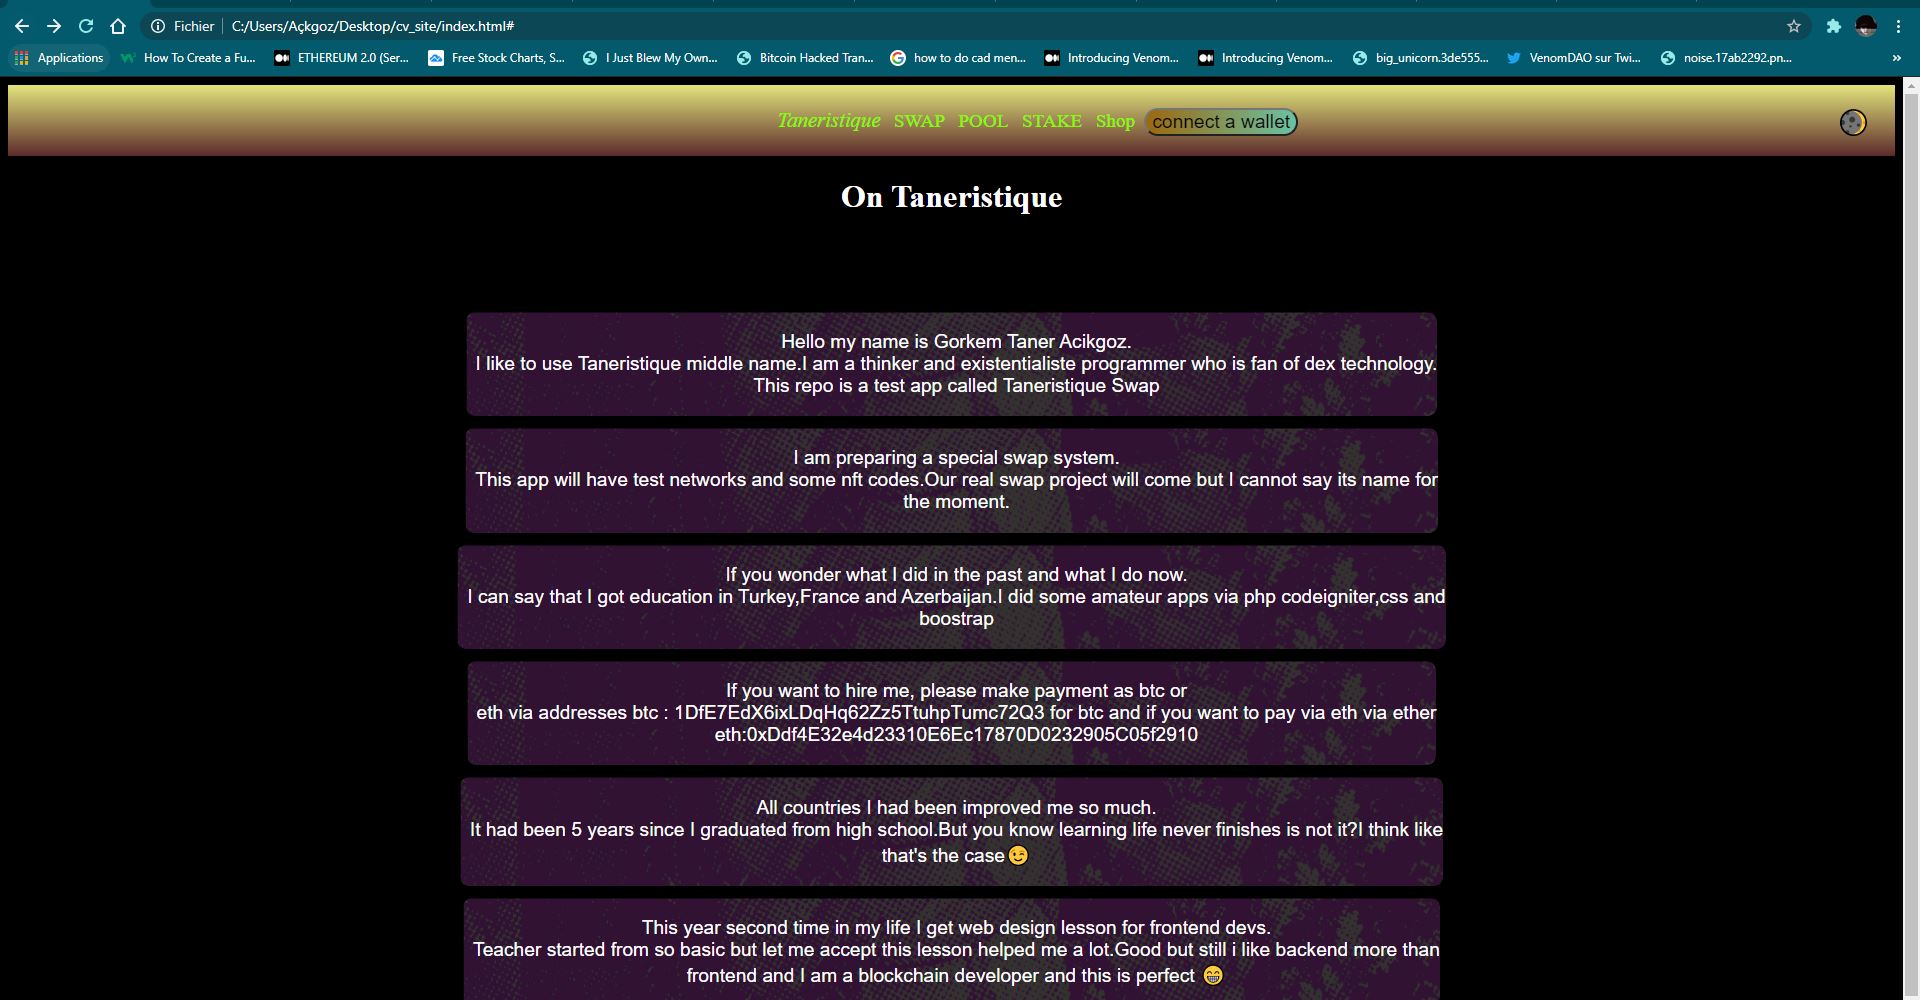 Fichier
C:/Users/Açkgoz/Desktop/cv_site/index.html#
Applications
How To Create a Fu...
ETHEREUM 2.0 (Ser...
Free Stock Charts, S...
I Just Blew My Own...
Bitcoin Hacked Tran...
how to do cad men...
Introducing Venom...
Introducing Venom...
big_unicorn.3de555...
VenomDAO sur Twi...
noise.17ab2292.pn...
»
Taneristique SWAP POOL STAKE Shop connect a wallet
On Taneristique
Hello my name is Gorkem Taner Acikgoz.
I like to use Taneristique middle name.I am a thinker and existentialiste programmer who is fan of dex technology.
This repo is a test app called Taneristique Swap
I am preparing a special swap system.
This app will have test networks and some nft codes.Our real swap project will come but I cannot say its name for
the moment.
If you wonder what I did in the past and what I do now.
I can say that I got education in Turkey,France and Azerbaijan.I did some amateur apps via php codeigniter,css and
boostrap
If you want to hire me, please make payment as btc or
eth via addresses btc : 1DfE7EdX6ixLDqHq62Zz5TtuhpTumc72Q3 for btc and if you want to pay via eth via ether
eth:0xDdf4E32e4d23310E6Ec17870D0232905C05f2910
All countries I had been improved me so much.
It had been 5 years since I graduated from high school.But you know learning life never finishes is not it?I think like
that's the case😉
This year second time in my life I get web design lesson for frontend devs.
Teacher started from so basic but let me accept this lesson helped me a lot.Good but still i like backend more than
frontend and I am a blockchain developer and this is perfect 😁